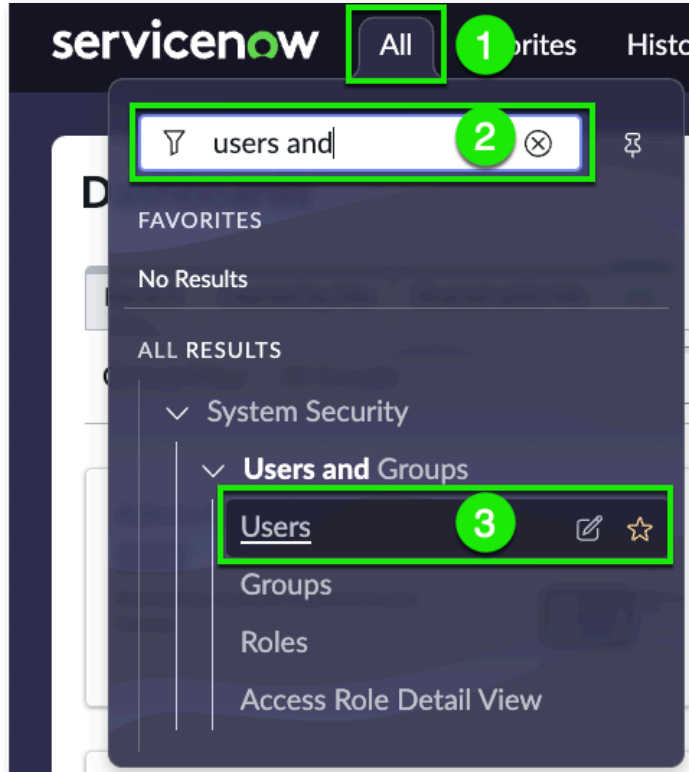 servicenow All 1 orites Histo
users and 2
D
FAVORITES
No Results
ALL RESULTS
System Security
Users and Groups
Users 3
Groups
Roles
Access Role Detail View